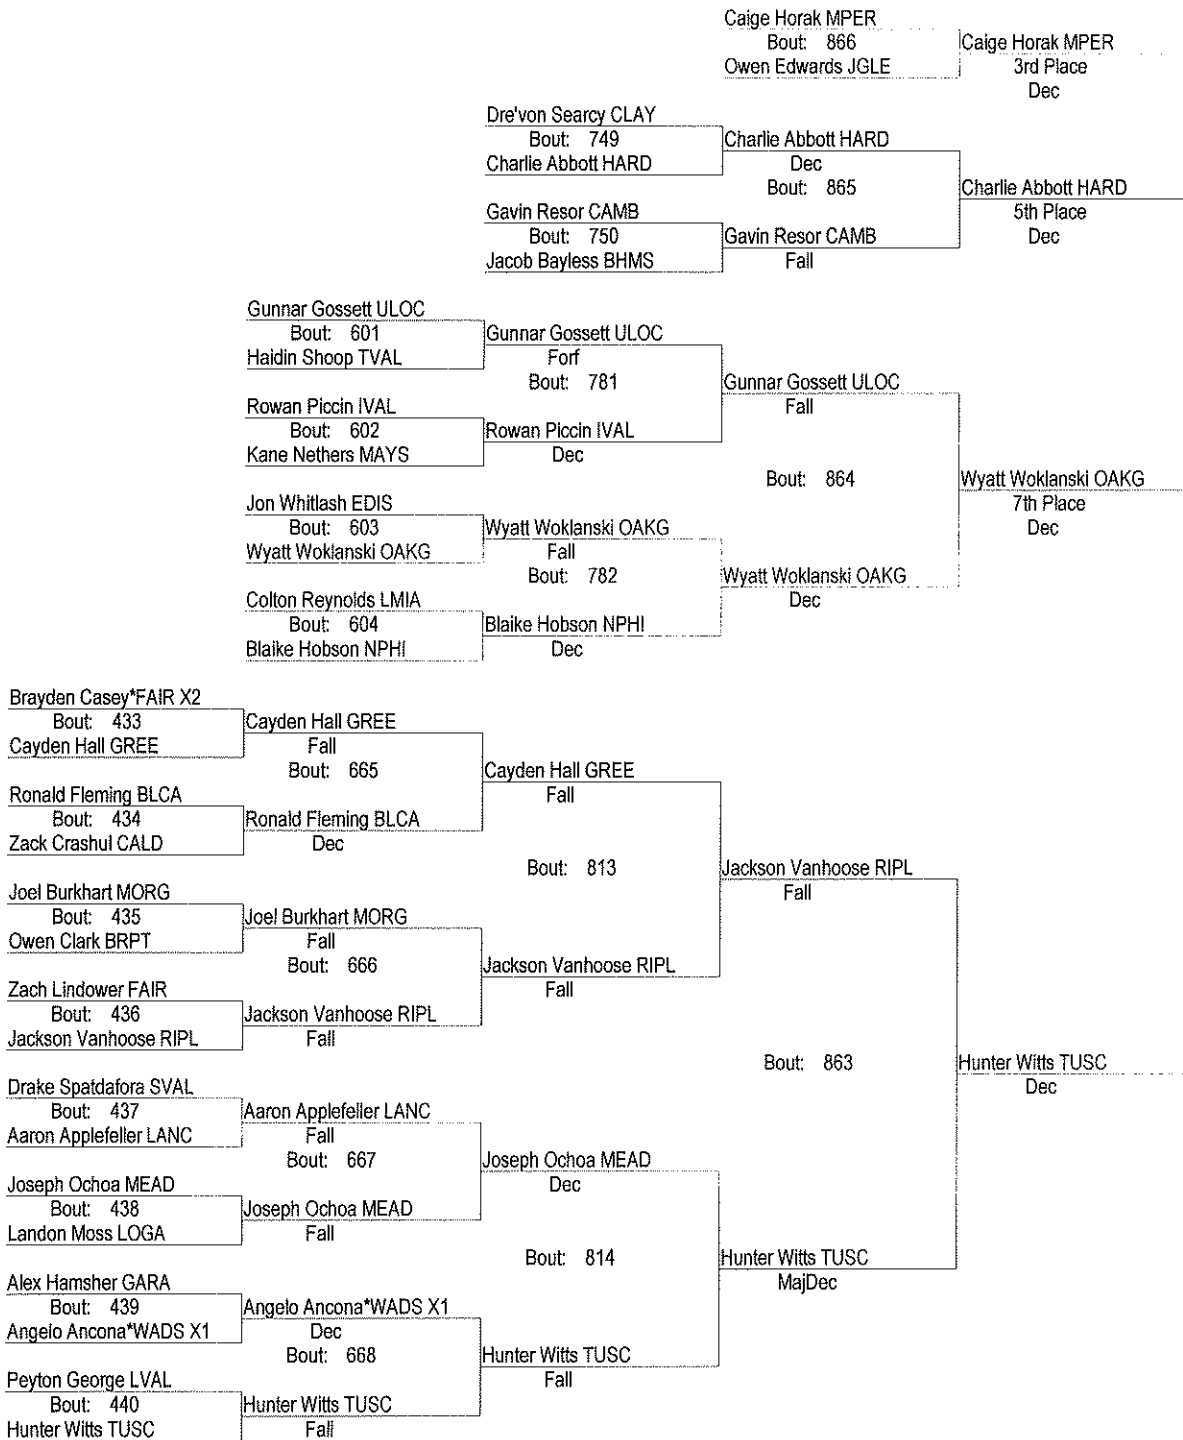 Caige Horak MPER
Bout: 866
Caige Horak MPER
Owen Edwards JGLE
3rd Place
Dec
Dre'von Searcy CLAY
Bout: 749
Charlie Abbott HARD
Charlie Abbott HARD
Dec
Bout: 865
Charlie Abbott HARD
5th Place
Dec
Gavin Resor CAMB
Bout: 750
Gavin Resor CAMB
Jacob Bayless BHMS
Fall
Gunnar Gossett ULOC
Bout: 601
Gunnar Gossett ULOC
Haidin Shoop TVAL
Forf
Bout: 781
Gunnar Gossett ULOC
Fall
Rowan Piccin IVAL
Bout: 602
Rowan Piccin IVAL
Kane Nethers MAYS
Dec
Bout: 864
Wyatt Woklanski OAKG
7th Place
Dec
Jon Whitlash EDIS
Bout: 603
Wyatt Woklanski OAKG
Wyatt Woklanski OAKG
Fall
Bout: 782
Wyatt Woklanski OAKG
Dec
Colton Reynolds LMIA
Bout: 604
Blaike Hobson NPHI
Blaike Hobson NPHI
Dec
Brayden Casey*FAIR X2
Bout: 433
Cayden Hall GREE
Cayden Hall GREE
Fall
Bout: 665
Cayden Hall GREE
Fall
Ronald Fleming BLCA
Bout: 434
Ronald Fleming BLCA
Zack Crashul CALD
Dec
Bout: 813
Jackson Vanhoose RIPL
Fall
Joel Burkhart MORG
Bout: 435
Joel Burkhart MORG
Owen Clark BRPT
Fall
Bout: 666
Jackson Vanhoose RIPL
Fall
Zach Lindower FAIR
Bout: 436
Jackson Vanhoose RIPL
Jackson Vanhoose RIPL
Fall
Bout: 863
Hunter Witts TUSC
Dec
Drake Spatdafora SVAL
Bout: 437
Aaron Applefeller LANC
Aaron Applefeller LANC
Fall
Bout: 667
Joseph Ochoa MEAD
Dec
Joseph Ochoa MEAD
Bout: 438
Joseph Ochoa MEAD
Landon Moss LOGA
Fall
Bout: 814
Hunter Witts TUSC
MajDec
Alex Hamsher GARA
Bout: 439
Angelo Ancona*WADS X1
Angelo Ancona*WADS X1
Dec
Bout: 668
Hunter Witts TUSC
Fall
Peyton George LVAL
Bout: 440
Hunter Witts TUSC
Hunter Witts TUSC
Fall